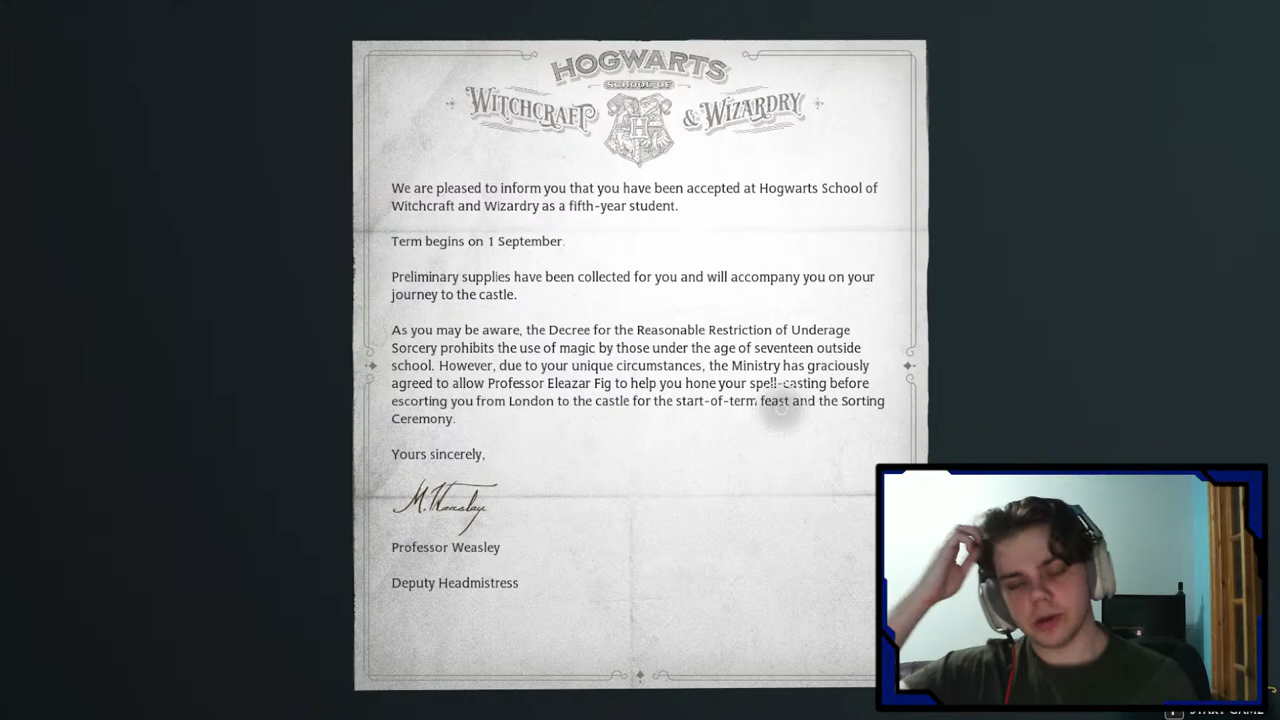 HOGWARTS
SCHOOL OF
WITCHCRAFT & WIZARDRY
H
We are pleased to inform you that you have been accepted at Hogwarts School of
Witchcraft and Wizardry as a fifth-year student.
Term begins on 1 September.
Preliminary supplies have been collected for you and will accompany you on your
journey to the castle.
As you may be aware, the Decree for the Reasonable Restriction of Underage
Sorcery prohibits the use of magic by those under the age of seventeen outside
school. However, due to your unique circumstances, the Ministry has graciously
agreed to allow Professor Eleazar Fig to help you hone your spell-casting before
escorting you from London to the castle for the start-of-term feast and the Sorting
Ceremony.
Yours sincerely,
M. Weasley
Professor Weasley
Deputy Headmistress
START GAME